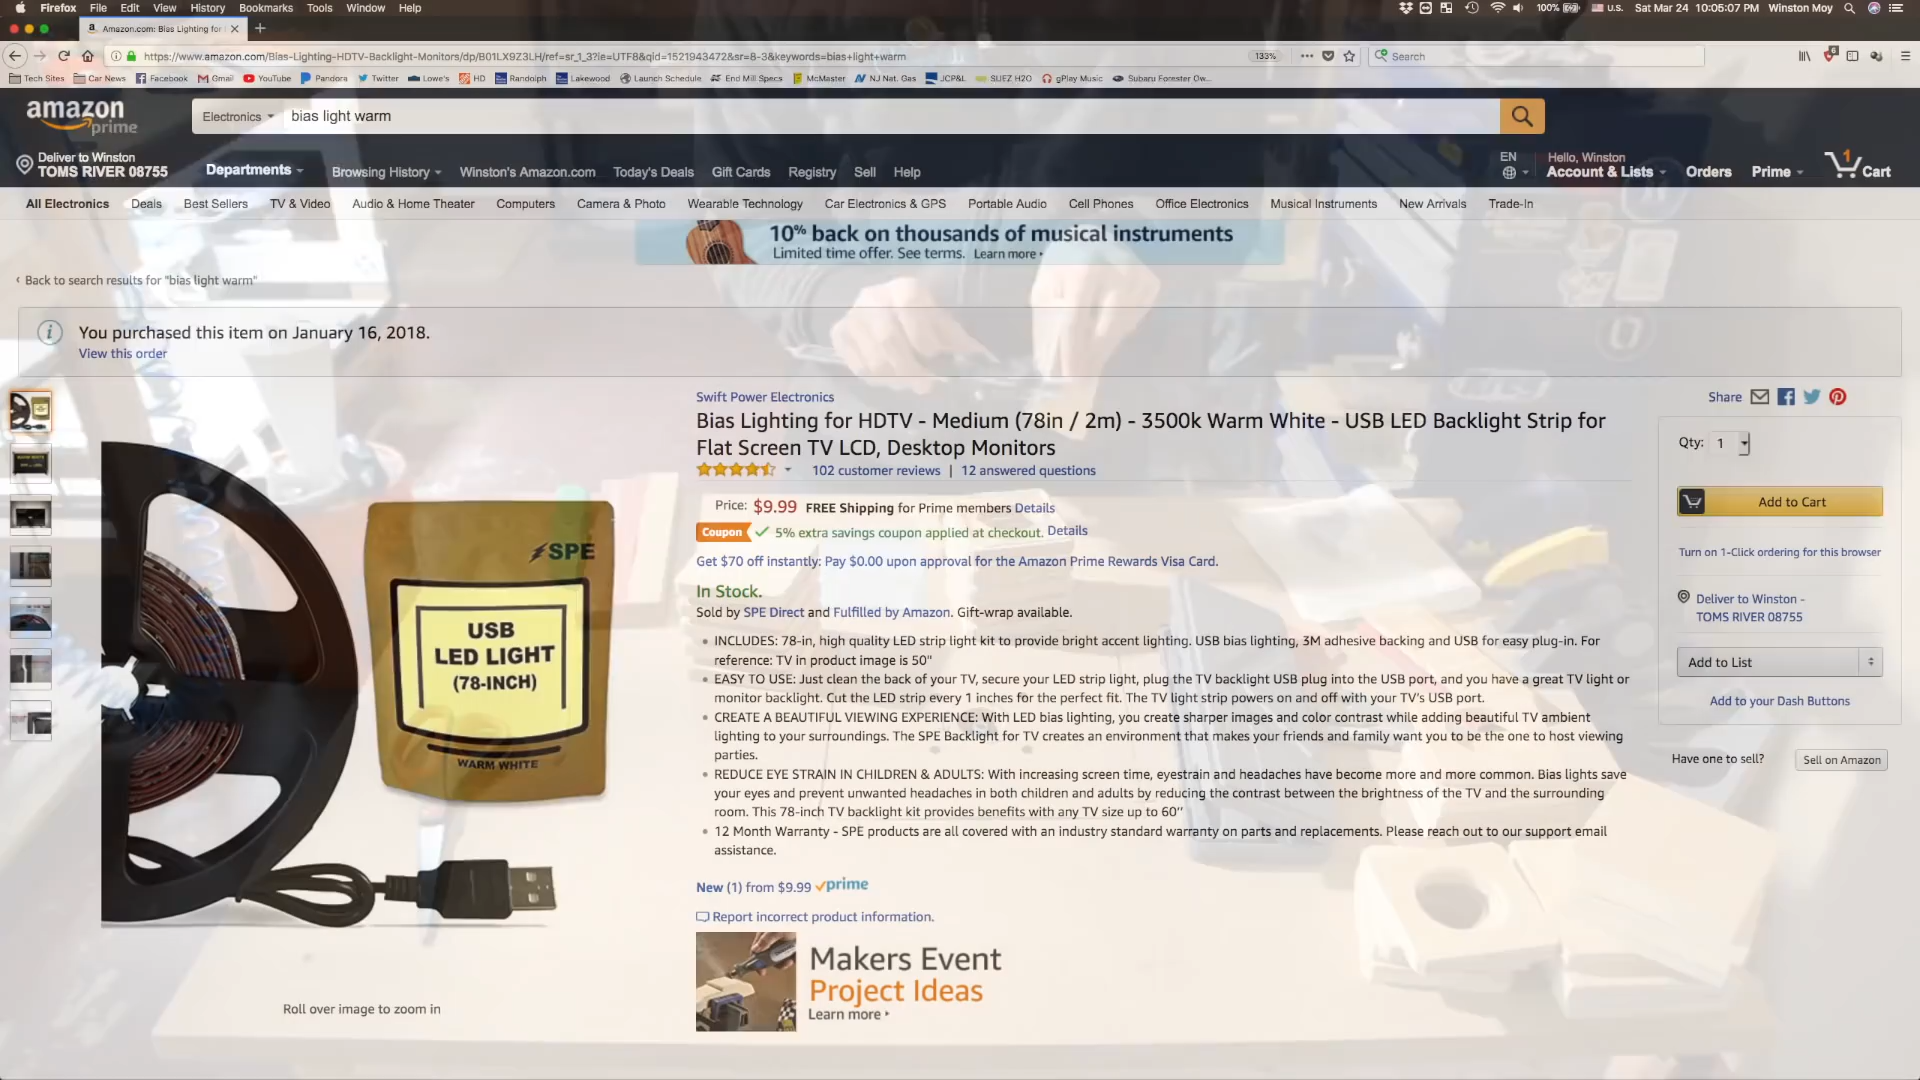 Firefox File Edit View History Bookmarks Tools Window Help 100% U.S. Sat Mar 24 10:05:07 PM Winston Moy
Amazon.com: Bias Lighting for
https://www.amazon.com/Bias-Lighting-HDTV-Backlight-Monitors/dp/B01LX9Z3LH/ref=sr_1_3?ie=UTF8&qid=1521943472&sr=8-3&keywords=bias+light+warm 133% Search
Tech Sites Car News Facebook Gmail YouTube Pandora Twitter Lowe's HD Randolph Lakewood Launch Schedule End Mill Specs McMaster NJ Nat. Gas JCP&L SUEZ H2O gPlay Music Subaru Forester Ow...
amazon prime
Electronics bias light warm
Deliver to Winston
TOMS RIVER 08755
Departments Browsing History Winston's Amazon.com Today's Deals Gift Cards Registry Sell Help
EN Hello, Winston
Account & Lists Orders Prime 1 Cart
All Electronics Deals Best Sellers TV & Video Audio & Home Theater Computers Camera & Photo Wearable Technology Car Electronics & GPS Portable Audio Cell Phones Office Electronics Musical Instruments New Arrivals Trade-In
10% back on thousands of musical instruments
Limited time offer. See terms. Learn more
‹ Back to search results for "bias light warm"
You purchased this item on January 16, 2018.
View this order
SPE
USB
LED LIGHT
(78-INCH)
WARM WHITE
Roll over image to zoom in
Swift Power Electronics
Bias Lighting for HDTV - Medium (78in / 2m) - 3500k Warm White - USB LED Backlight Strip for
Flat Screen TV LCD, Desktop Monitors
102 customer reviews | 12 answered questions
Price: $9.99 FREE Shipping for Prime members Details
Coupon 5% extra savings coupon applied at checkout. Details
Get $70 off instantly: Pay $0.00 upon approval for the Amazon Prime Rewards Visa Card.
In Stock.
Sold by SPE Direct and Fulfilled by Amazon. Gift-wrap available.
• INCLUDES: 78-in, high quality LED strip light kit to provide bright accent lighting. USB bias lighting, 3M adhesive backing and USB for easy plug-in. For
reference: TV in product image is 50"
• EASY TO USE: Just clean the back of your TV, secure your LED strip light, plug the TV backlight USB plug into the USB port, and you have a great TV light or
monitor backlight. Cut the LED strip every 1 inches for the perfect fit. The TV light strip powers on and off with your TV's USB port.
• CREATE A BEAUTIFUL VIEWING EXPERIENCE: With LED bias lighting, you create sharper images and color contrast while adding beautiful TV ambient
lighting to your surroundings. The SPE Backlight for TV creates an environment that makes your friends and family want you to be the one to host viewing
parties.
• REDUCE EYE STRAIN IN CHILDREN & ADULTS: With increasing screen time, eyestrain and headaches have become more and more common. Bias lights save
your eyes and prevent unwanted headaches in both children and adults by reducing the contrast between the brightness of the TV and the surrounding
room. This 78-inch TV backlight kit provides benefits with any TV size up to 60’’
• 12 Month Warranty - SPE products are all covered with an industry standard warranty on parts and replacements. Please reach out to our support email
assistance.
New (1) from $9.99 prime
Report incorrect product information.
Makers Event
Project Ideas
Learn more
Share
Qty: 1
Add to Cart
Turn on 1-Click ordering for this browser
Deliver to Winston -
TOMS RIVER 08755
Add to List
Add to your Dash Buttons
Have one to sell? Sell on Amazon